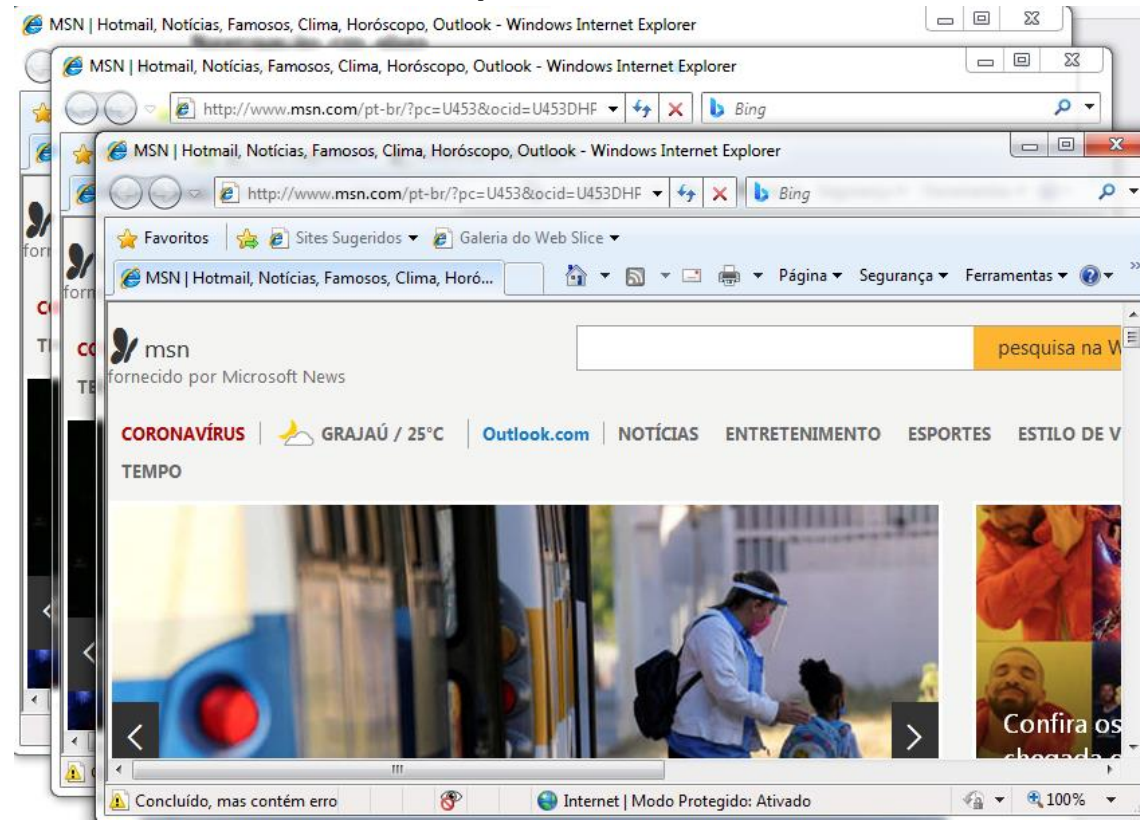 MSN | Hotmail, Notícias, Famosos, Clima, Horóscopo, Outlook - Windows Internet Explorer
MSN | Hotmail, Notícias, Famosos, Clima, Horóscopo, Outlook - Windows Internet Explorer
http://www.msn.com/pt-br/?pc=U453&ocid=U453DHF Bing
MSN | Hotmail, Notícias, Famosos, Clima, Horóscopo, Outlook - Windows Internet Explorer
http://www.msn.com/pt-br/?pc=U453&ocid=U453DHF Bing
Favoritos Sites Sugeridos Galeria do Web Slice
MSN | Hotmail, Notícias, Famosos, Clima, Horó... Página Segurança Ferramentas
msn pesquisa na W
fornecido por Microsoft News
CORONAVÍRUS GRAJAÚ / 25°C Outlook.com NOTÍCIAS ENTRETENIMENTO ESPORTES ESTILO DE V
TEMPO
Confira os
Concluído, mas contém erro Internet | Modo Protegido: Ativado 100%